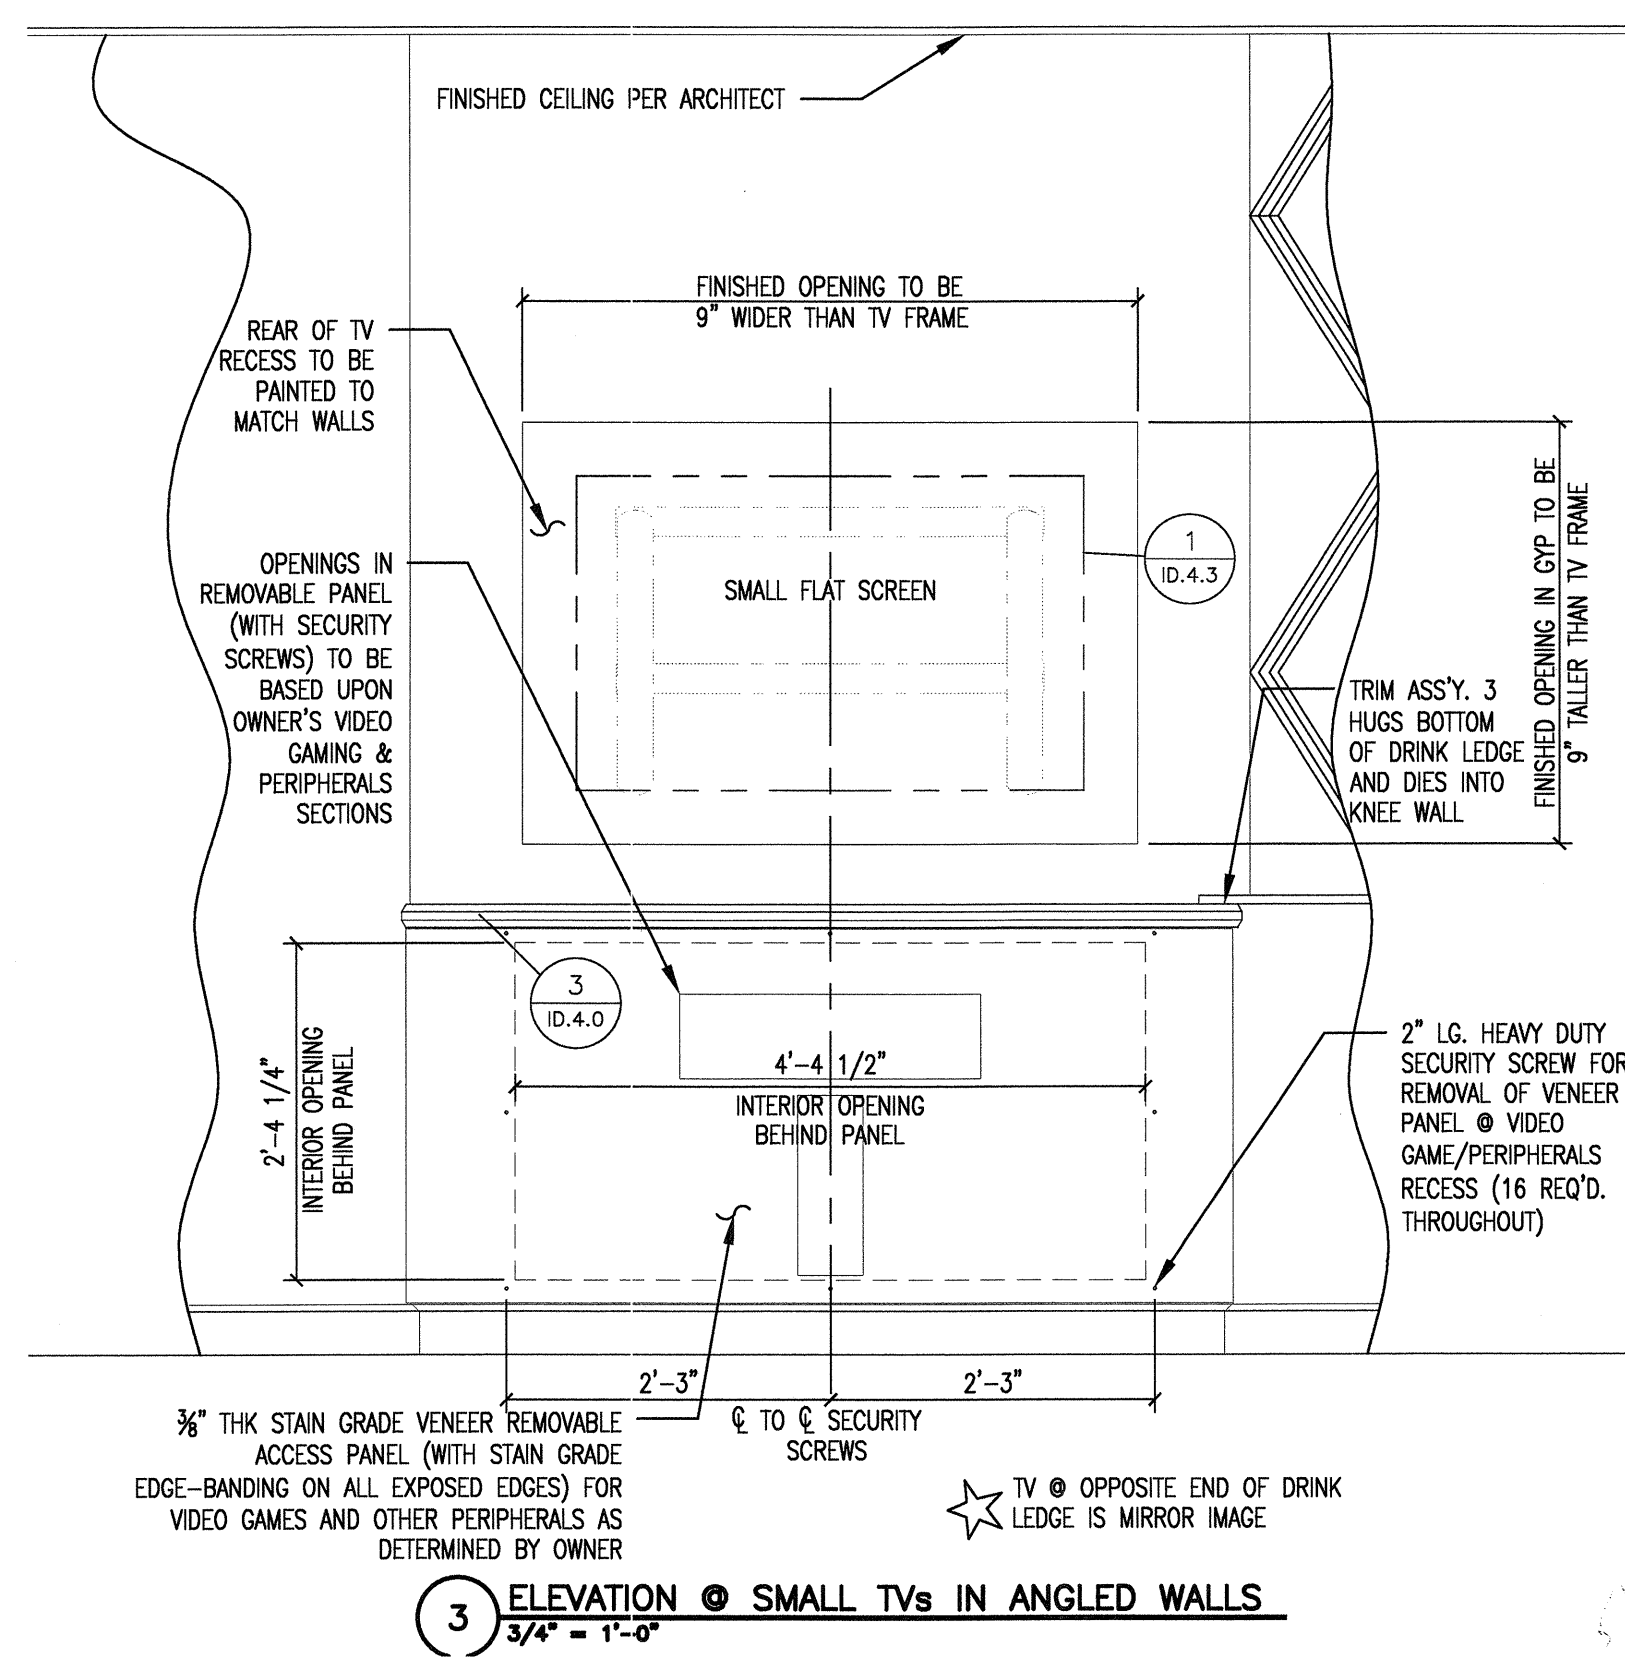 FINISHED CEILING PER ARCHITECT
FINISHED OPENING TO BE
9" WIDER THAN TV FRAME
REAR OF TV
RECESS TO BE
PAINTED TO
MATCH WALLS
OPENINGS IN
REMOVABLE PANEL
(WITH SECURITY
SCREWS) TO BE
BASED UPON
OWNER'S VIDEO
GAMING &
PERIPHERALS
SECTIONS
SMALL FLAT SCREEN
1
ID.4.3
FINISHED OPENING IN GYP TO BE
9" TALLER THAN TV FRAME
TRIM ASS'Y. 3
HUGS BOTTOM
OF DRINK LEDGE
AND DIES INTO
KNEE WALL
3
ID.4.0
2'-4 1/4"
INTERIOR OPENING
BEHIND PANEL
4'-4 1/2"
INTERIOR OPENING
BEHIND PANEL
2" LG. HEAVY DUTY
SECURITY SCREW FOR
REMOVAL OF VENEER
PANEL @ VIDEO
GAME/PERIPHERALS
RECESS (16 REQ'D.
THROUGHOUT)
2'-3"
2'-3"
℄ TO ℄ SECURITY
SCREWS
⅜" THK STAIN GRADE VENEER REMOVABLE
ACCESS PANEL (WITH STAIN GRADE
EDGE-BANDING ON ALL EXPOSED EDGES) FOR
VIDEO GAMES AND OTHER PERIPHERALS AS
DETERMINED BY OWNER
TV @ OPPOSITE END OF DRINK
LEDGE IS MIRROR IMAGE
3
ELEVATION @ SMALL TVs IN ANGLED WALLS
3/4" = 1'-0"